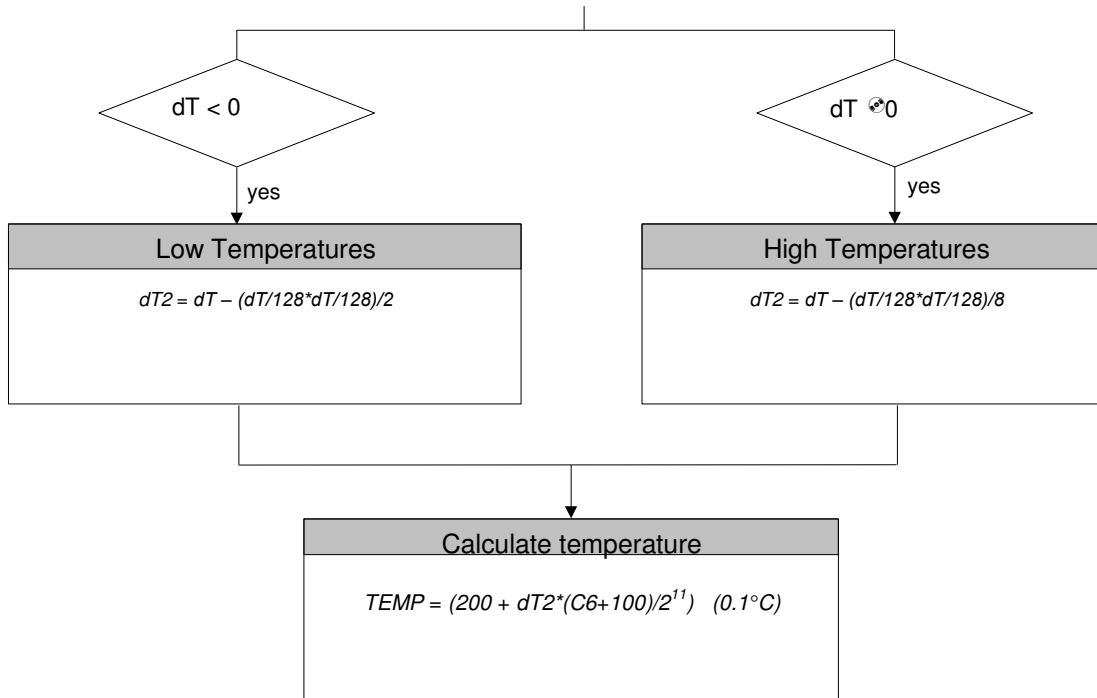 dT < 0
dT 0
yes
yes
Low Temperatures
High Temperatures
dT2 = dT – (dT/128*dT/128)/2
dT2 = dT – (dT/128*dT/128)/8
Calculate temperature
TEMP = (200 + dT2*(C6+100)/2¹¹) (0.1°C)